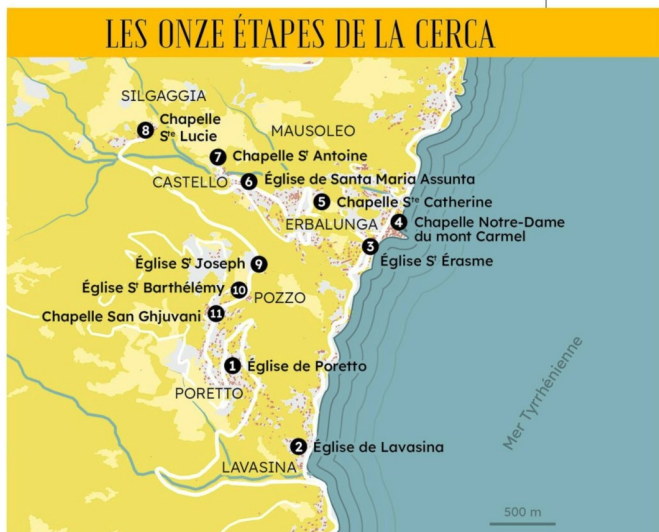 LES ONZE ÉTAPES DE LA CERCA
SILGAGGIA
8 Chapelle
Sᵗᵉ Lucie
MAUSOLEO
7 Chapelle Sᵗ Antoine
CASTELLO
6 Église de Santa Maria Assunta
5 Chapelle Sᵗᵉ Catherine
ERBALUNGA
4 Chapelle Notre-Dame
du mont Carmel
3
Église Sᵗ Érasme
Église Sᵗ Joseph 9
Église Sᵗ Barthélémy 10
POZZO
Chapelle San Ghjuvani 11
1 Église de Poretto
PORETTO
Mer Tyrrhénienne
2 Église de Lavasina
LAVASINA
500 m